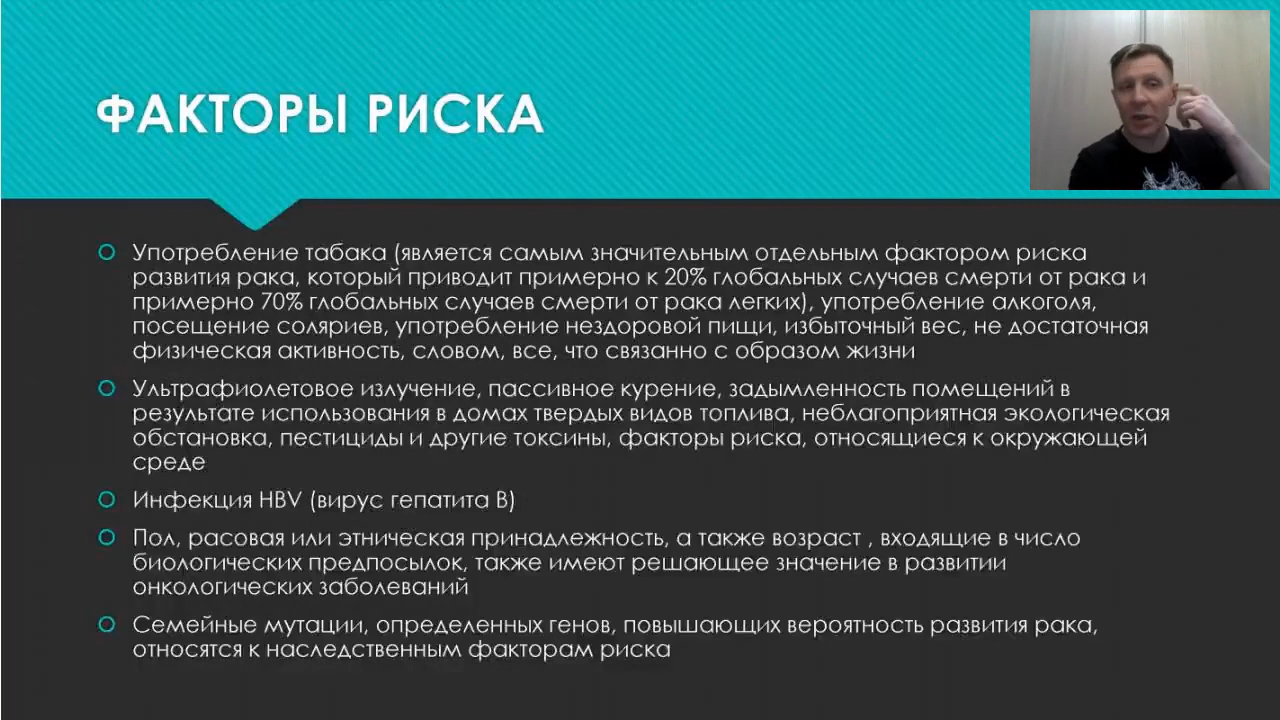 ФАКТОРЫ РИСКА
Употребление табака (является самым значительным отдельным фактором риска
развития рака, который приводит примерно к 20% глобальных случаев смерти от рака и
примерно 70% глобальных случаев смерти от рака легких), употребление алкоголя,
посещение соляриев, употребление нездоровой пищи, избыточный вес, не достаточная
физическая активность, словом, все, что связанно с образом жизни
Ультрафиолетовое излучение, пассивное курение, задымленность помещений в
результате использования в домах твердых видов топлива, неблагоприятная экологическая
обстановка, пестициды и другие токсины, факторы риска, относящиеся к окружающей
среде
Инфекция HBV (вирус гепатита В)
Пол, расовая или этническая принадлежность, а также возраст , входящие в число
биологических предпосылок, также имеют решающее значение в развитии
онкологических заболеваний
Семейные мутации, определенных генов, повышающих вероятность развития рака,
относятся к наследственным факторам риска